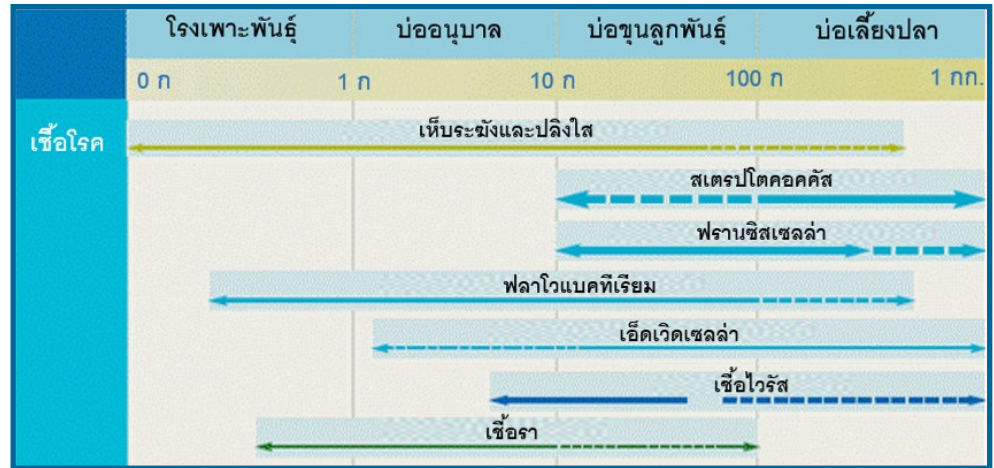 โรงเพาะพันธุ์ บ่ออนุบาล บ่อขุนลูกพันธุ์ บ่อเลี้ยงปลา
0 ก 1 ก 10 ก 100 ก 1 กก.
เชื้อโรค
เห็บระฆังและปลิงใส
สเตรปโตคอคคัส
ฟรานซิสเซลล่า
ฟลาโวแบคทีเรียม
เอ็ดเวิดเซลล่า
เชื้อไวรัส
เชื้อรา